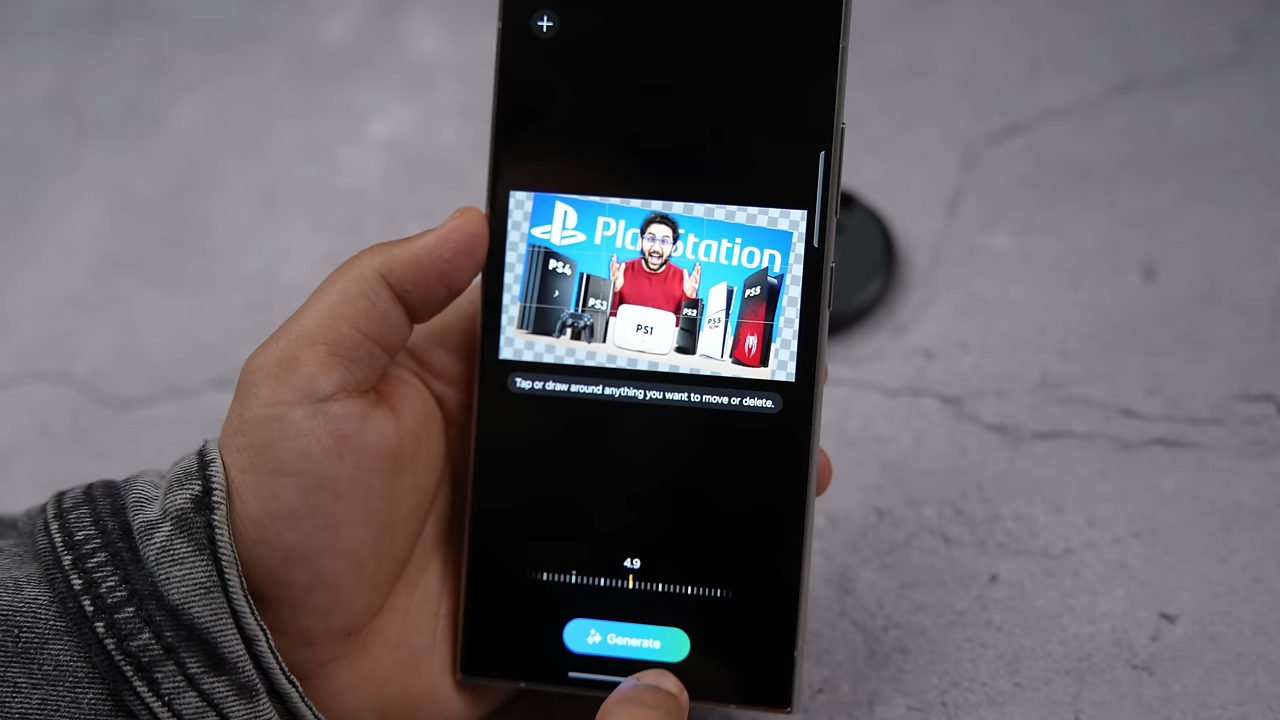 PlayStation
PS4
PS3
PS1
PS2
PS5
PS5
Tap or draw around anything you want to move or delete.
4.9
Generate